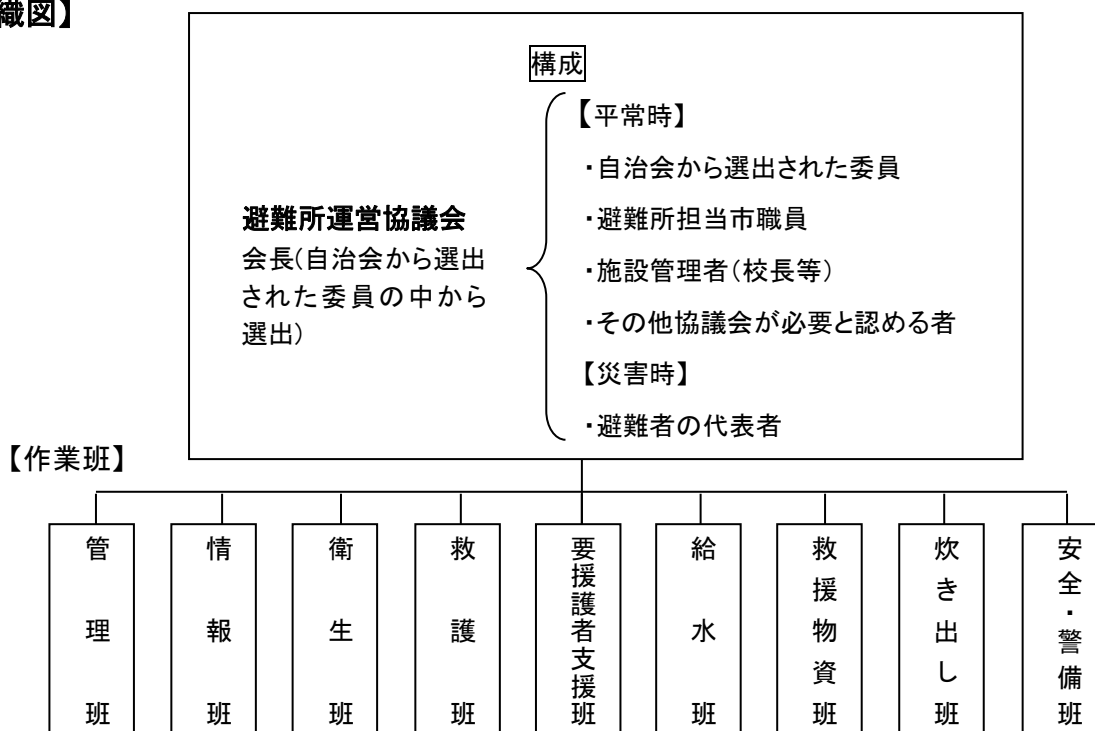 織図】
構成
【平常時】
・自治会から選出された委員
・避難所担当市職員
・施設管理者（校長等）
・その他協議会が必要と認める者
【災害時】
・避難者の代表者
避難所運営協議会
会長（自治会から選出
された委員の中から
選出）
【作業班】
管理班
情報班
衛生班
救護班
要援護者支援班
給水班
救援物資班
炊き出し班
安全・警備班